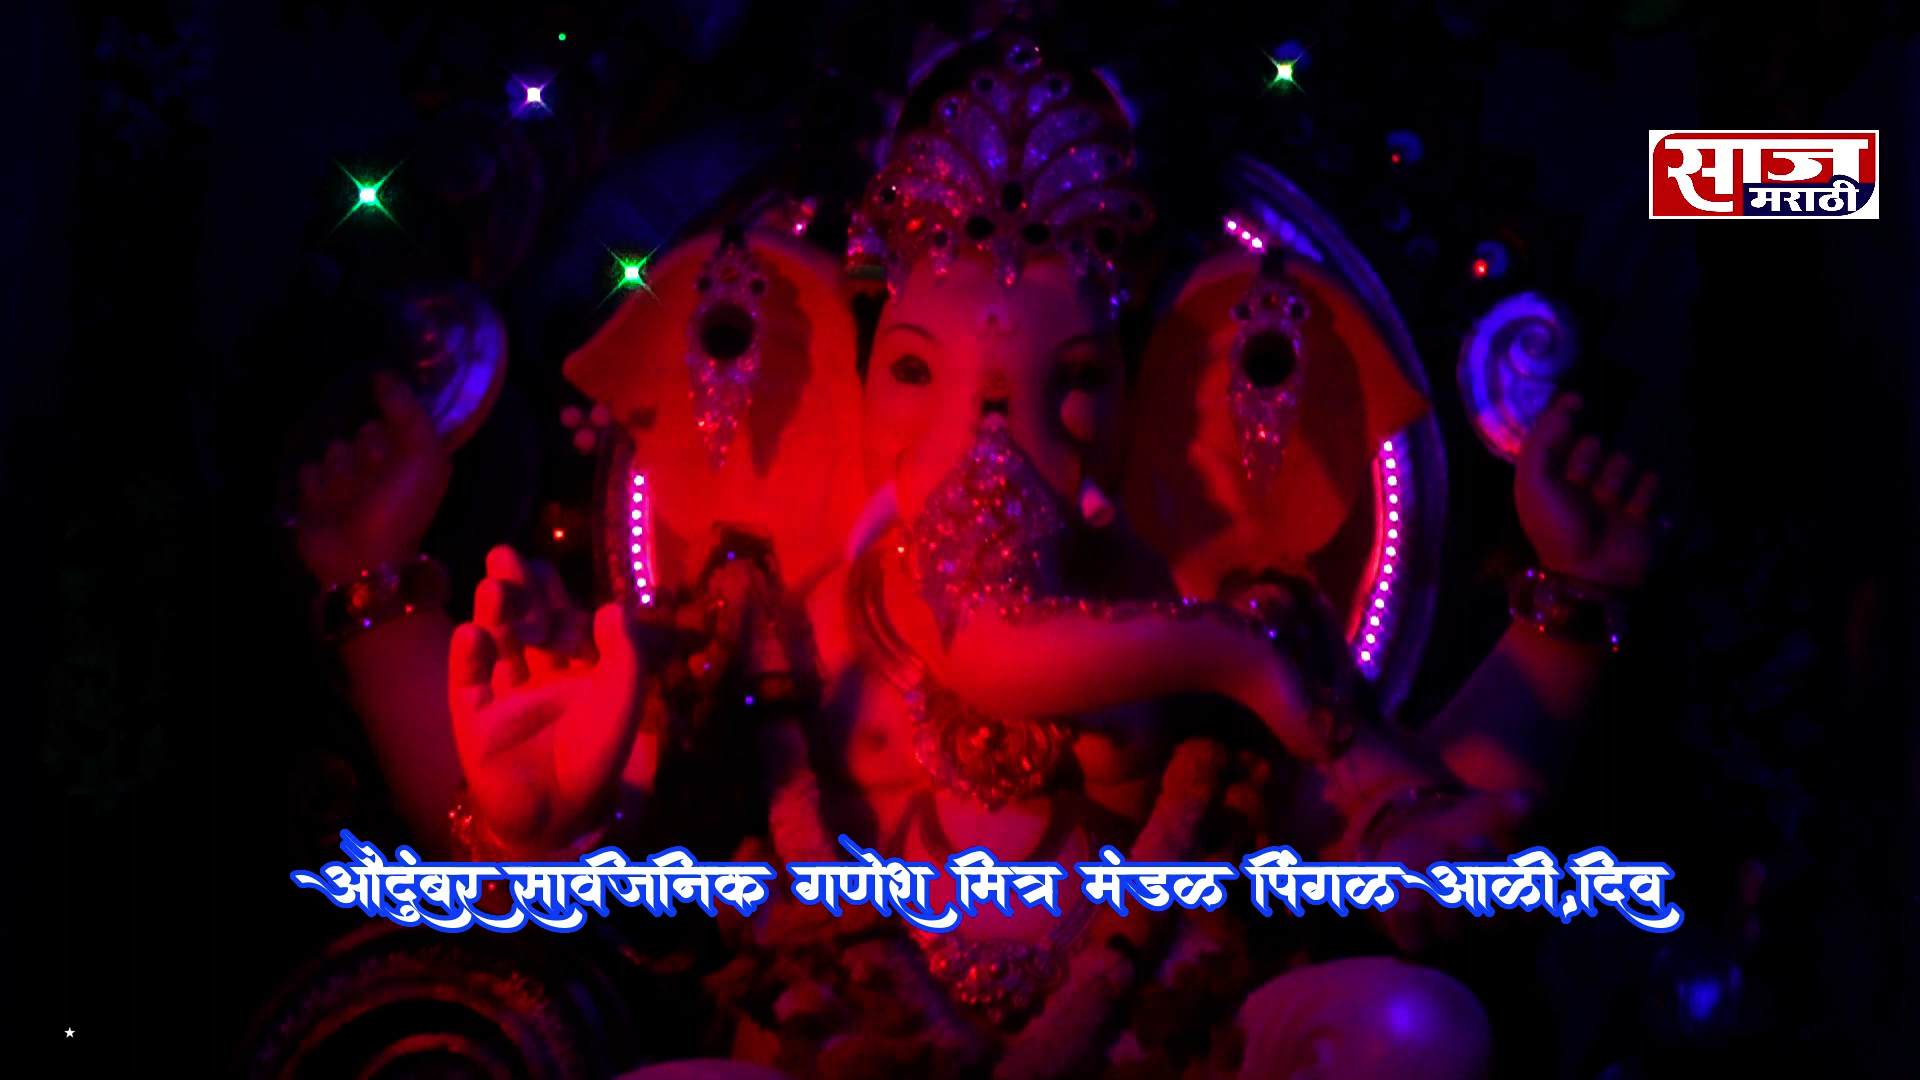 साज
मराठी
औदुंबर सार्वजनिक गणेश मित्र मंडळ पिंगळ आळी,दिव